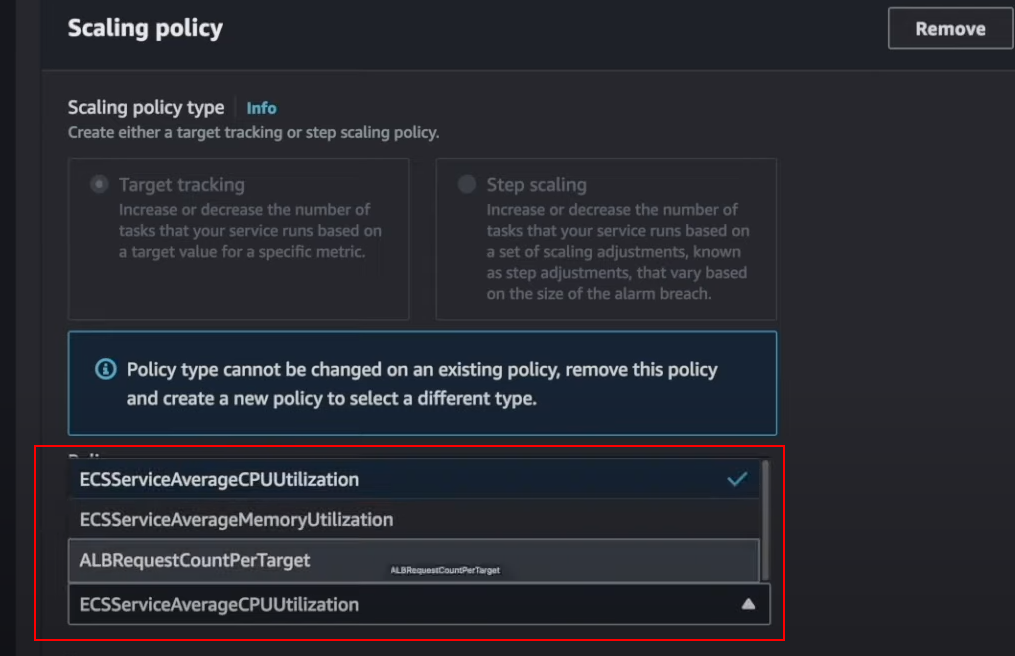 Scaling policy
Remove
Scaling policy type
Info
Create either a target tracking or step scaling policy.
Target tracking
Increase or decrease the number of
tasks that your service runs based on
a target value for a specific metric.
Step scaling
Increase or decrease the number of
tasks that your service runs based on
a set of scaling adjustments, known
as step adjustments, that vary based
on the size of the alarm breach.
Policy type cannot be changed on an existing policy, remove this policy
and create a new policy to select a different type.
ECSServiceAverageCPUUtilization
ECSServiceAverageMemoryUtilization
ALBRequestCountPerTarget
ALBRequestCountPerTarget
ECSServiceAverageCPUUtilization